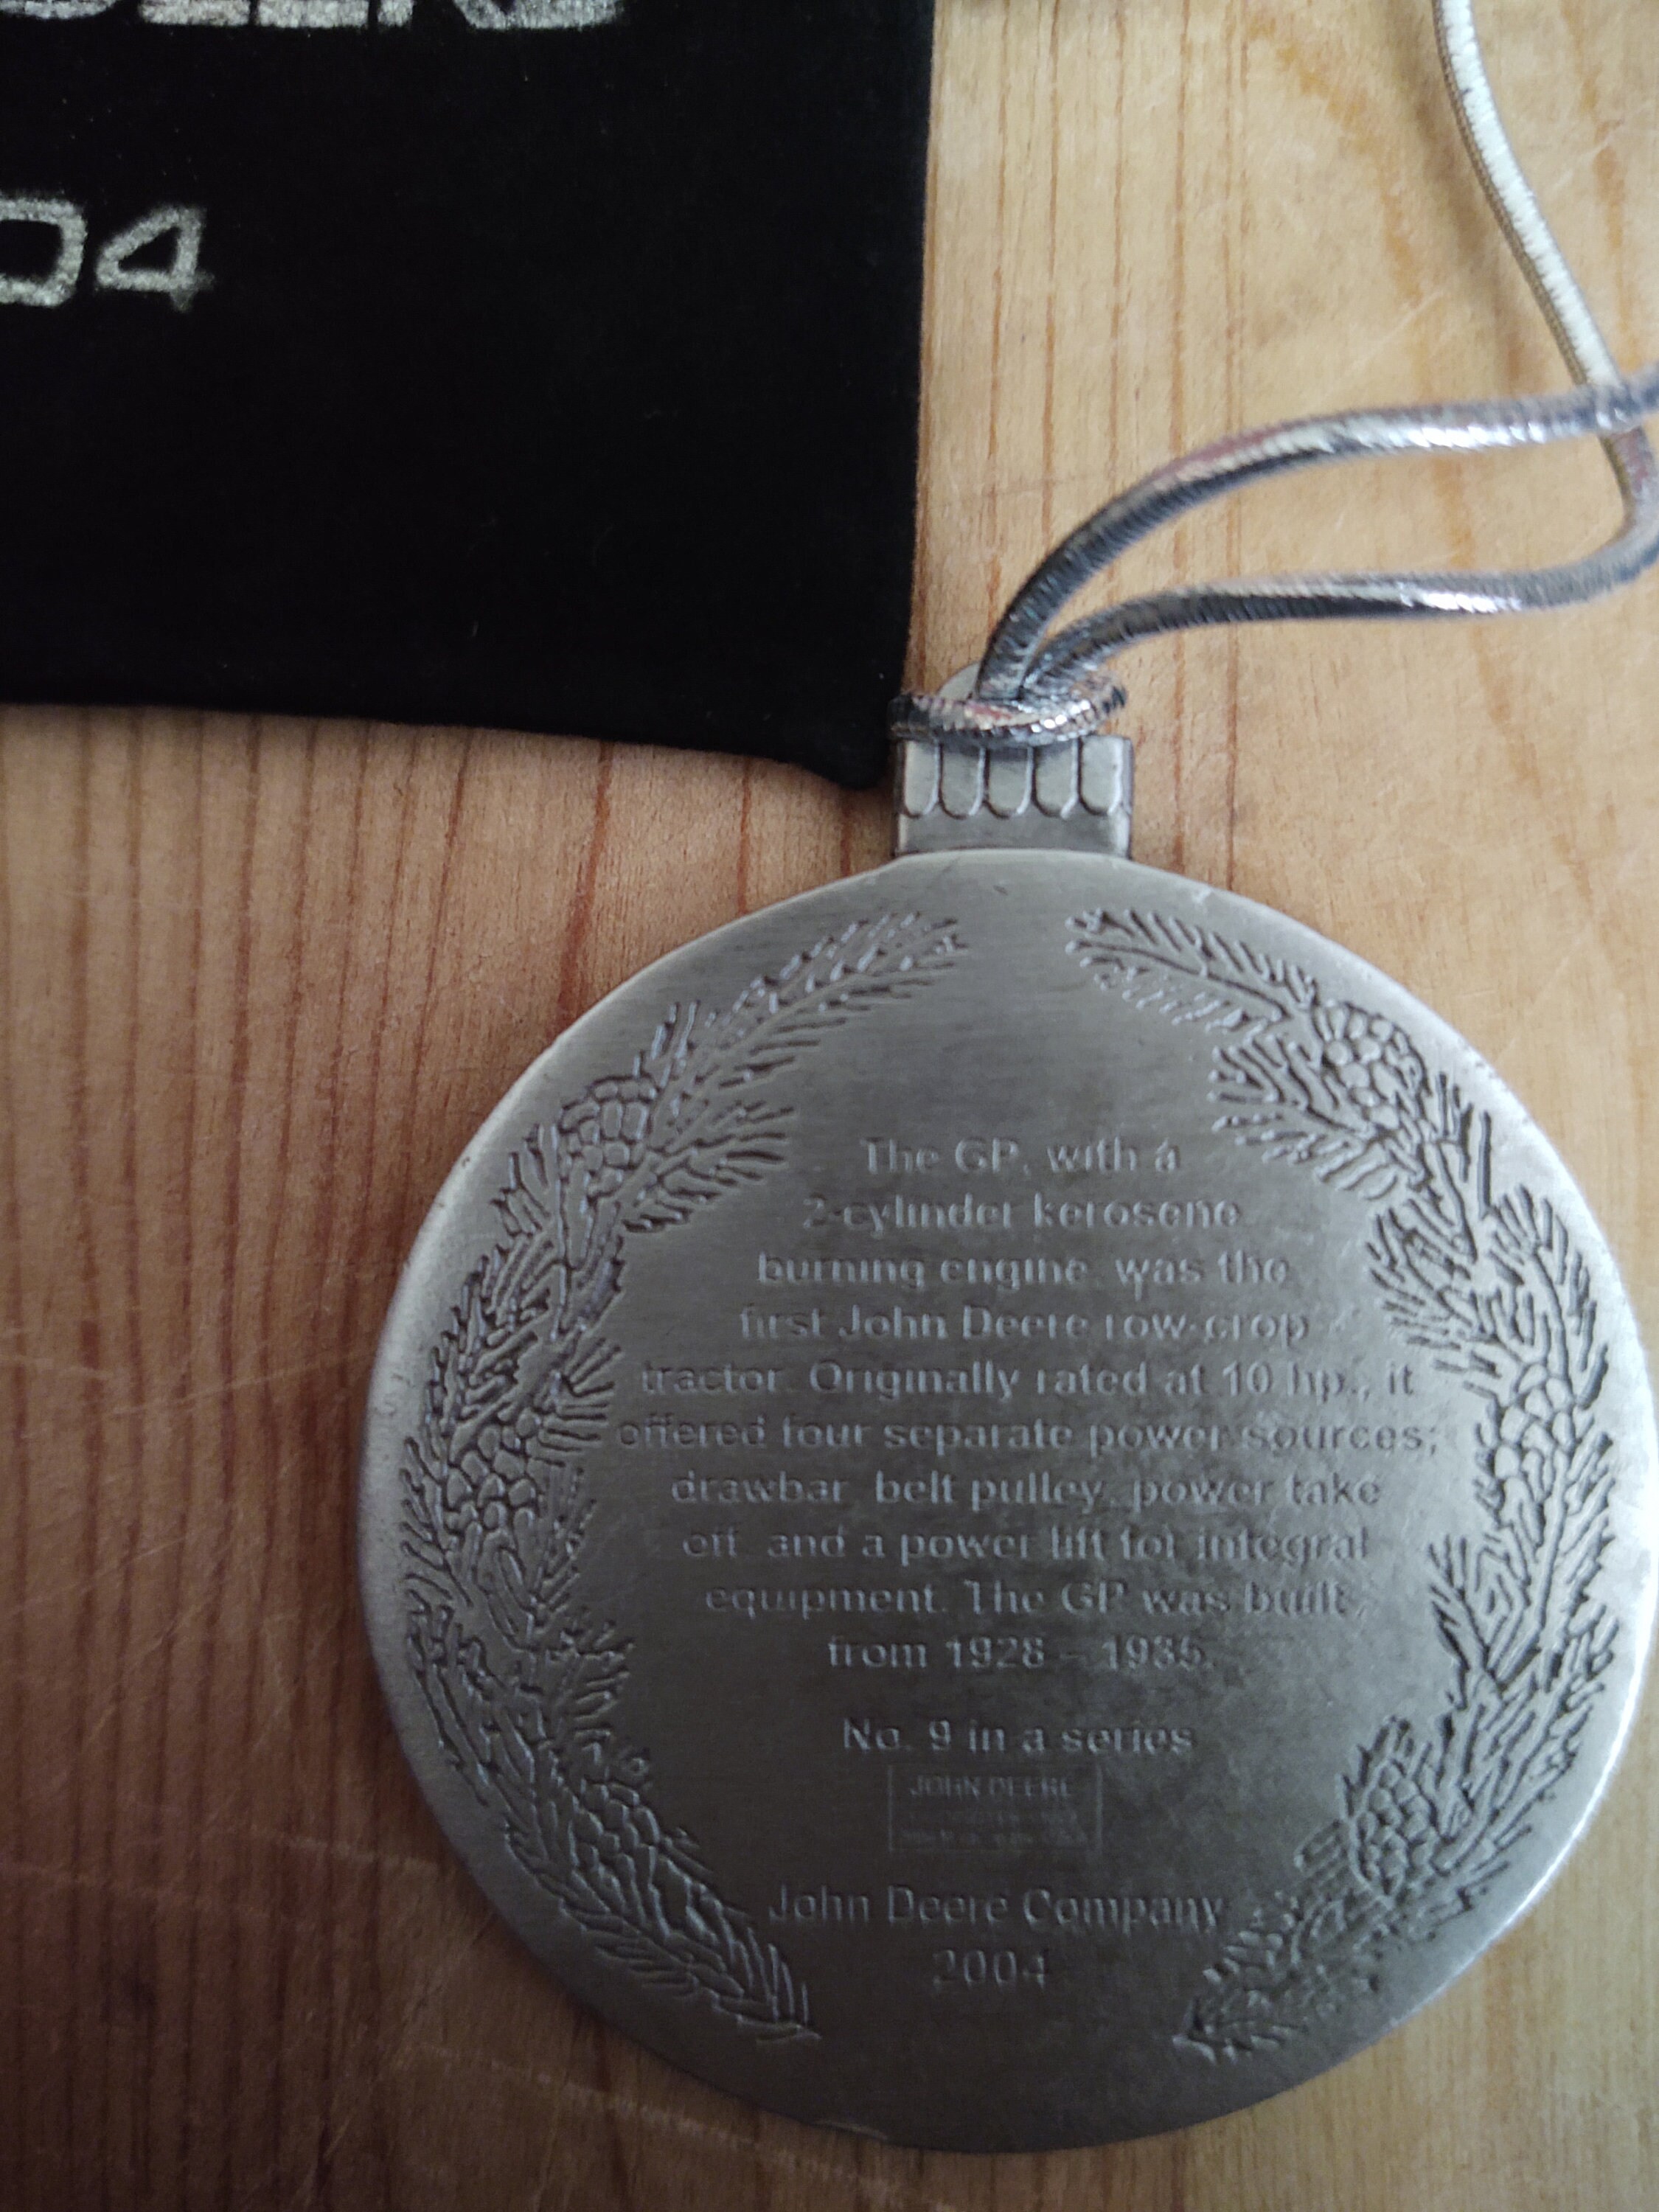 04
The GP, with a
2-cylinder kerosene
burning engine, was the
first John Deere row-crop
tractor. Originally rated at 10 hp., it
offered four separate power sources;
drawbar, belt pulley, power take
off, and a power lift for integral
equipment. The GP was built
from 1928 - 1935.
No. 9 in a series
JOHN DEERE
John Deere Company
2004